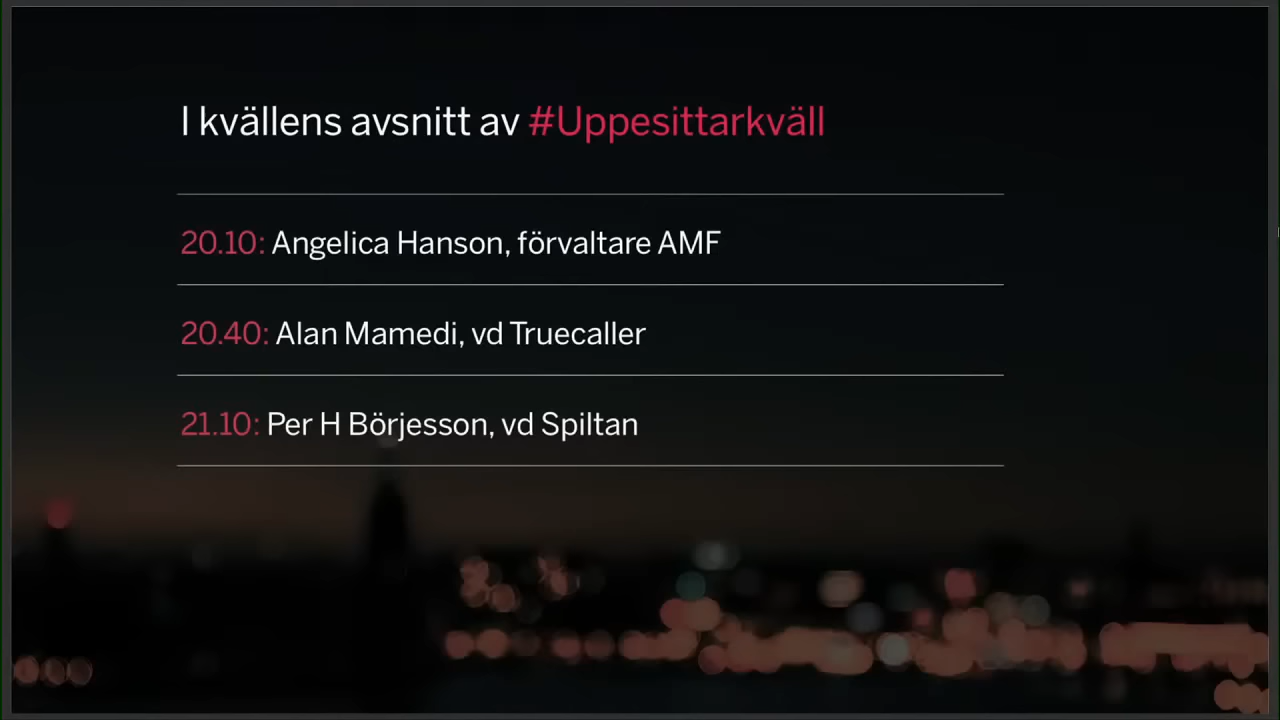 I kvällens avsnitt av #Uppesittarkväll
20.10: Angelica Hanson, förvaltare AMF
20.40: Alan Mamedi, vd Truecaller
21.10: Per H Börjesson, vd Spiltan